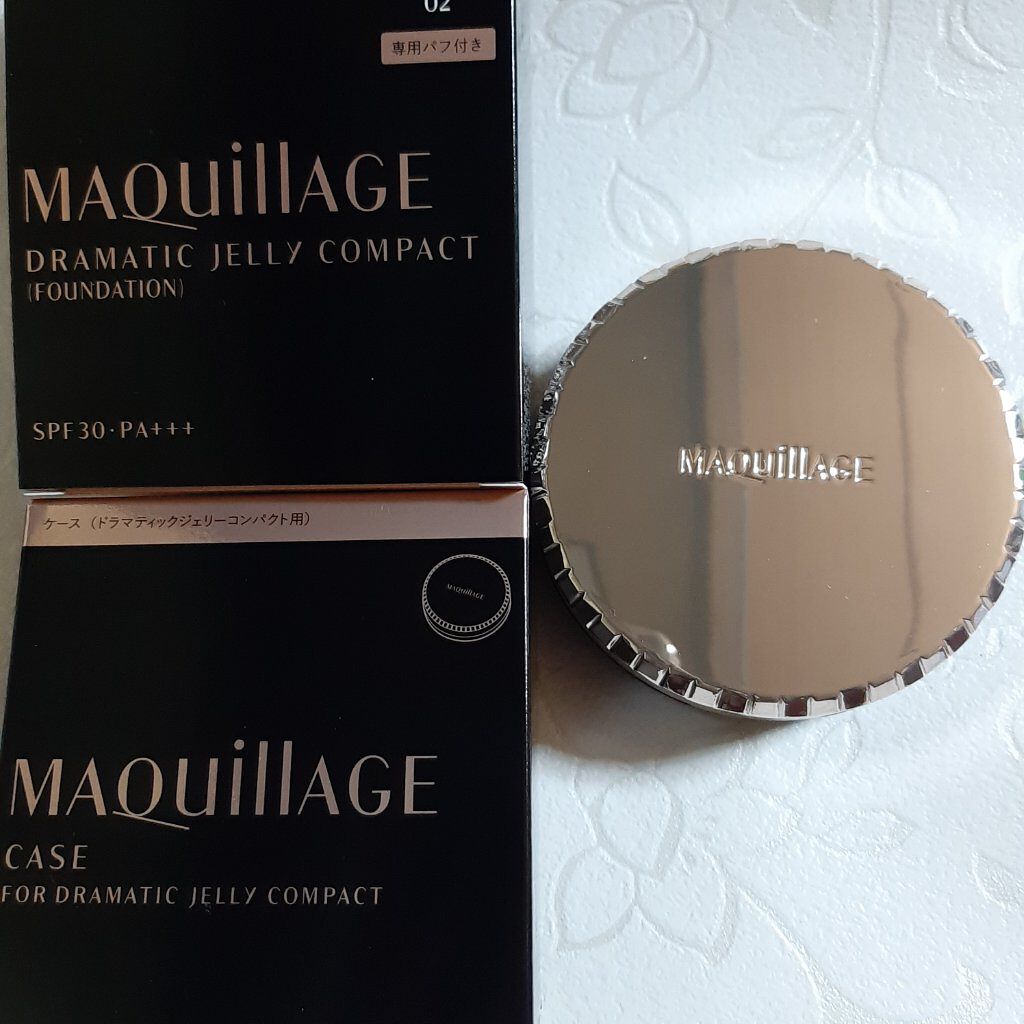 02
専用パフ付き
MAQuillAGE
DRAMATIC JELLY COMPACT
(FOUNDATION)
SPF30·PA+++
ケース（ドラマティックジェリーコンパクト用）
MAQuillAGE
MAQuillAGE
CASE
FOR DRAMATIC JELLY COMPACT
MAQuillAGE